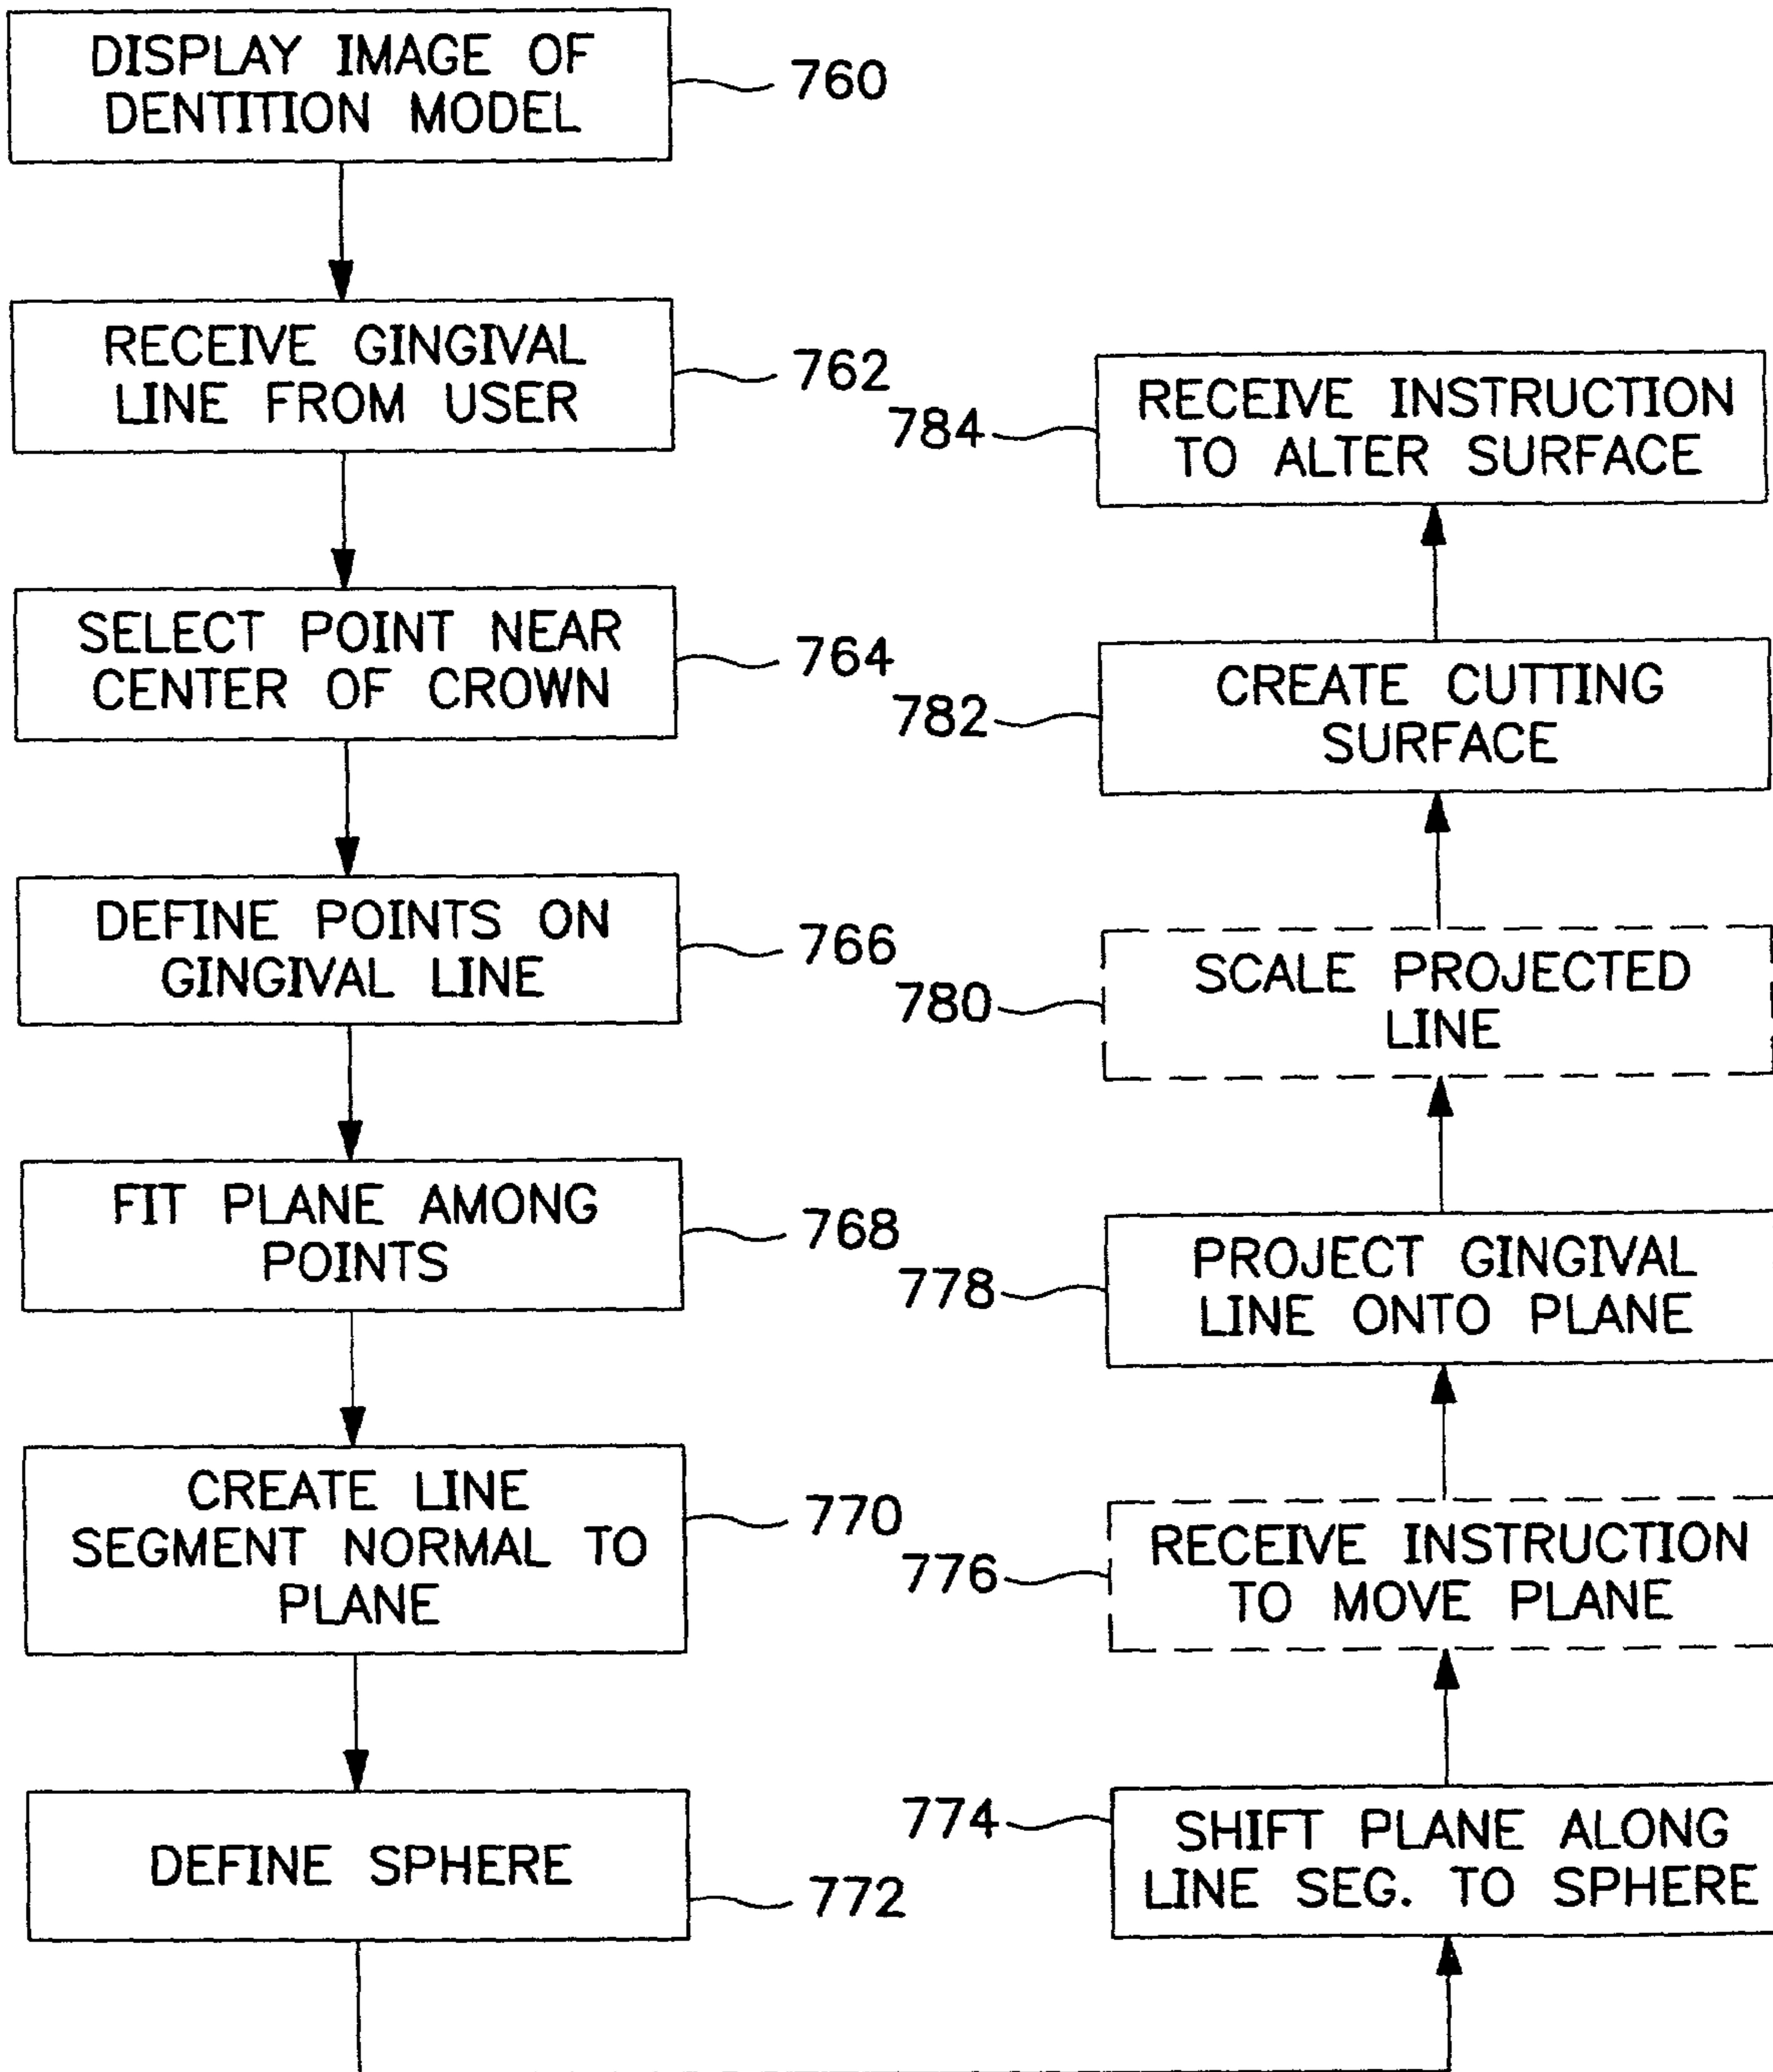 DISPLAY IMAGE OF
DENTITION MODEL
760
RECEIVE GINGIVAL
LINE FROM USER
762
SELECT POINT NEAR
CENTER OF CROWN
764
DEFINE POINTS ON
GINGIVAL LINE
766
FIT PLANE AMONG
POINTS
768
CREATE LINE
SEGMENT NORMAL TO
PLANE
770
DEFINE SPHERE
772
774
SHIFT PLANE ALONG
LINE SEG. TO SPHERE
776
RECEIVE INSTRUCTION
TO MOVE PLANE
778
PROJECT GINGIVAL
LINE ONTO PLANE
780
SCALE PROJECTED
LINE
782
CREATE CUTTING
SURFACE
784
RECEIVE INSTRUCTION
TO ALTER SURFACE